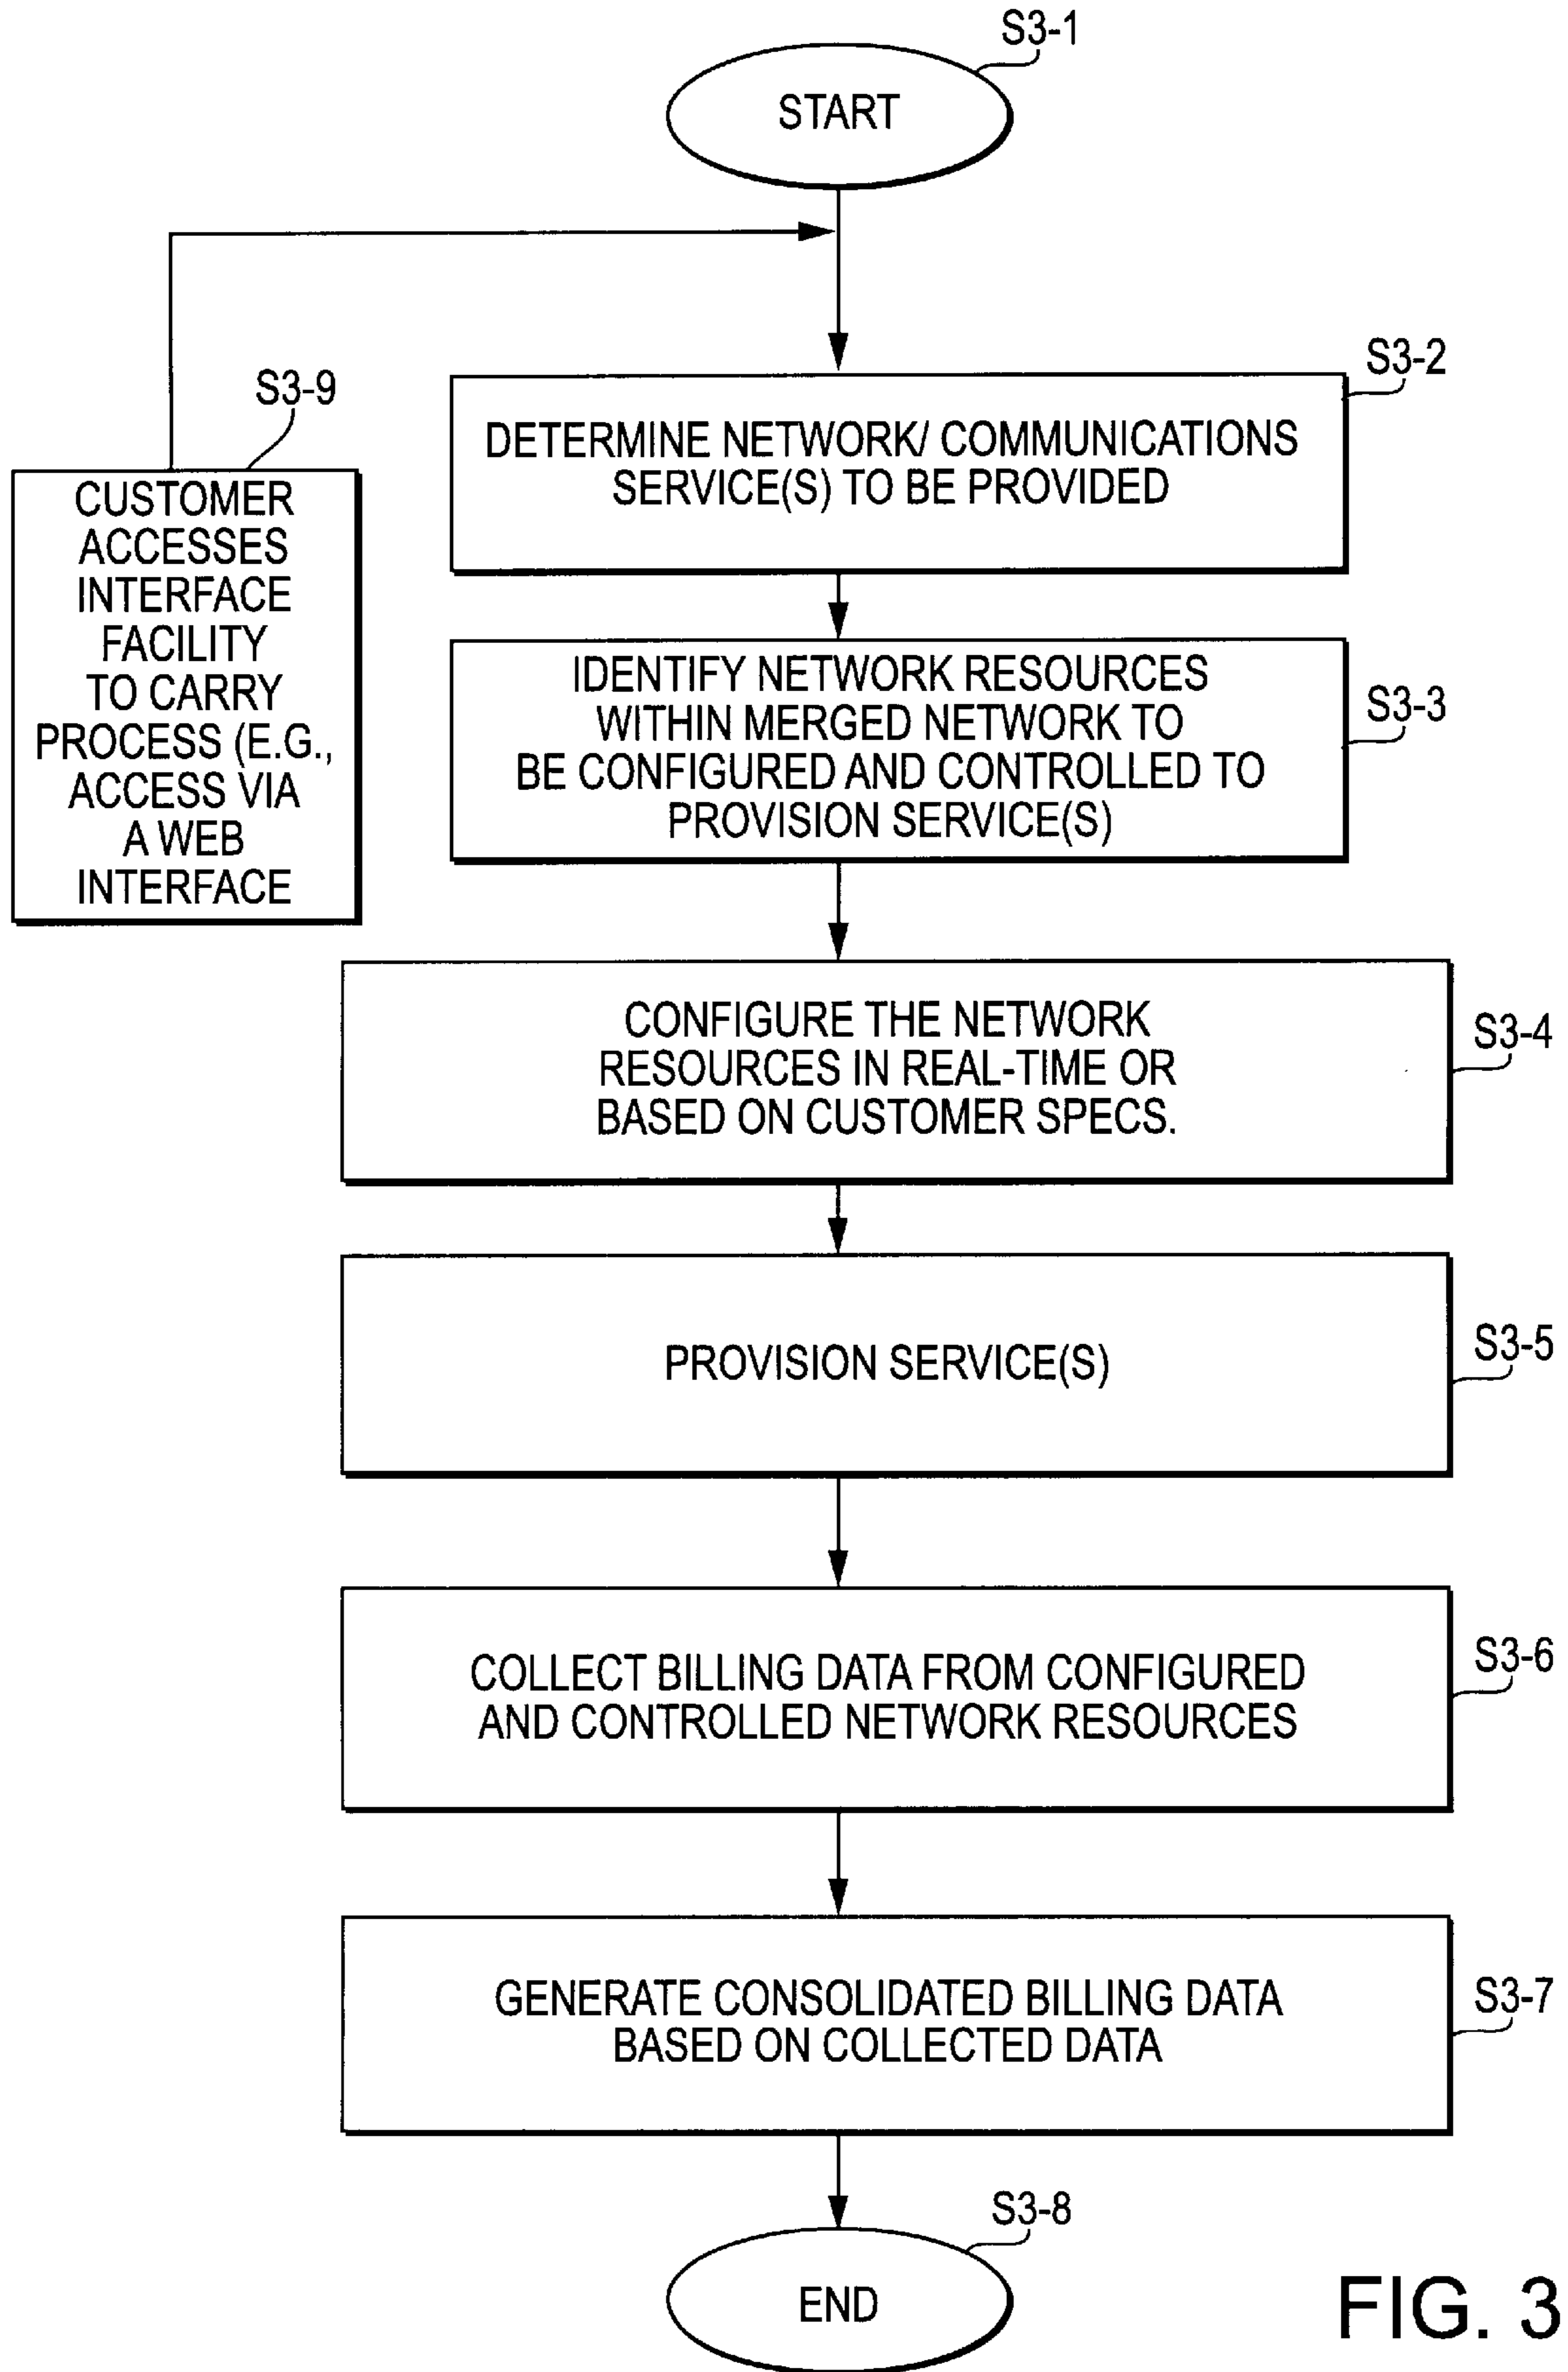 S3-1
START
S3-2
DETERMINE NETWORK/ COMMUNICATIONS
SERVICE(S) TO BE PROVIDED
S3-9
CUSTOMER
ACCESSES
INTERFACE
FACILITY
TO CARRY
PROCESS (E.G.,
ACCESS VIA
A WEB
INTERFACE
IDENTIFY NETWORK RESOURCES
WITHIN MERGED NETWORK TO
BE CONFIGURED AND CONTROLLED TO
PROVISION SERVICE(S)
S3-3
CONFIGURE THE NETWORK
RESOURCES IN REAL-TIME OR
BASED ON CUSTOMER SPECS.
S3-4
PROVISION SERVICE(S)
S3-5
COLLECT BILLING DATA FROM CONFIGURED
AND CONTROLLED NETWORK RESOURCES
S3-6
GENERATE CONSOLIDATED BILLING DATA
BASED ON COLLECTED DATA
S3-7
S3-8
END
FIG. 3